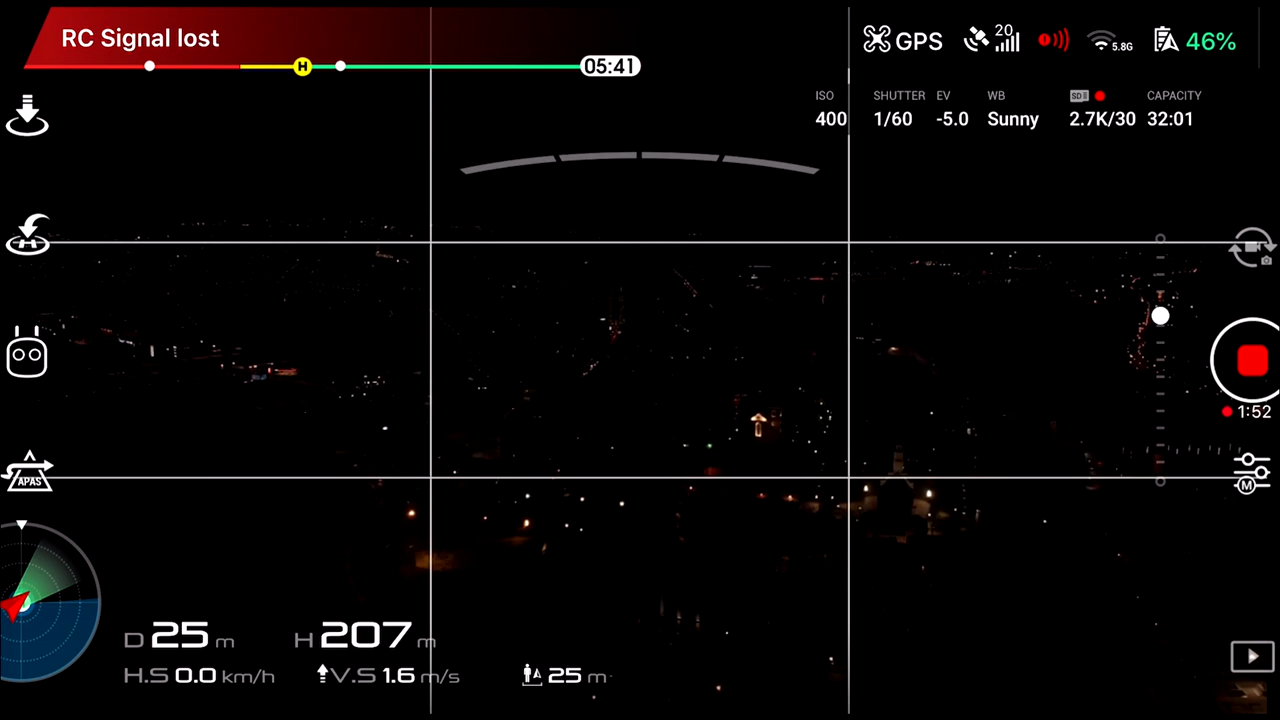 RC Signal lost
H
05:41
GPS
20
5.8G
46%
ISO
400
SHUTTER
1/60
EV
-5.0
WB
Sunny
SD
2.7K/30
CAPACITY
32:01
H
1:52
APAS
M
D 25 m
H 207 m
H.S 0.0 km/h
V.S 1.6 m/s
25 m